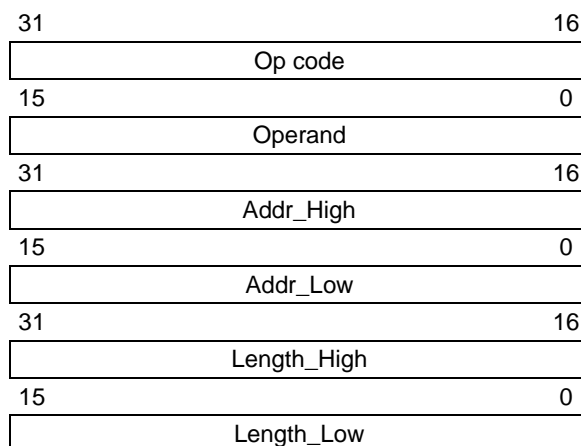 31 16
Op code
15 0
Operand
31 16
Addr_High
15 0
Addr_Low
31 16
Length_High
15 0
Length_Low